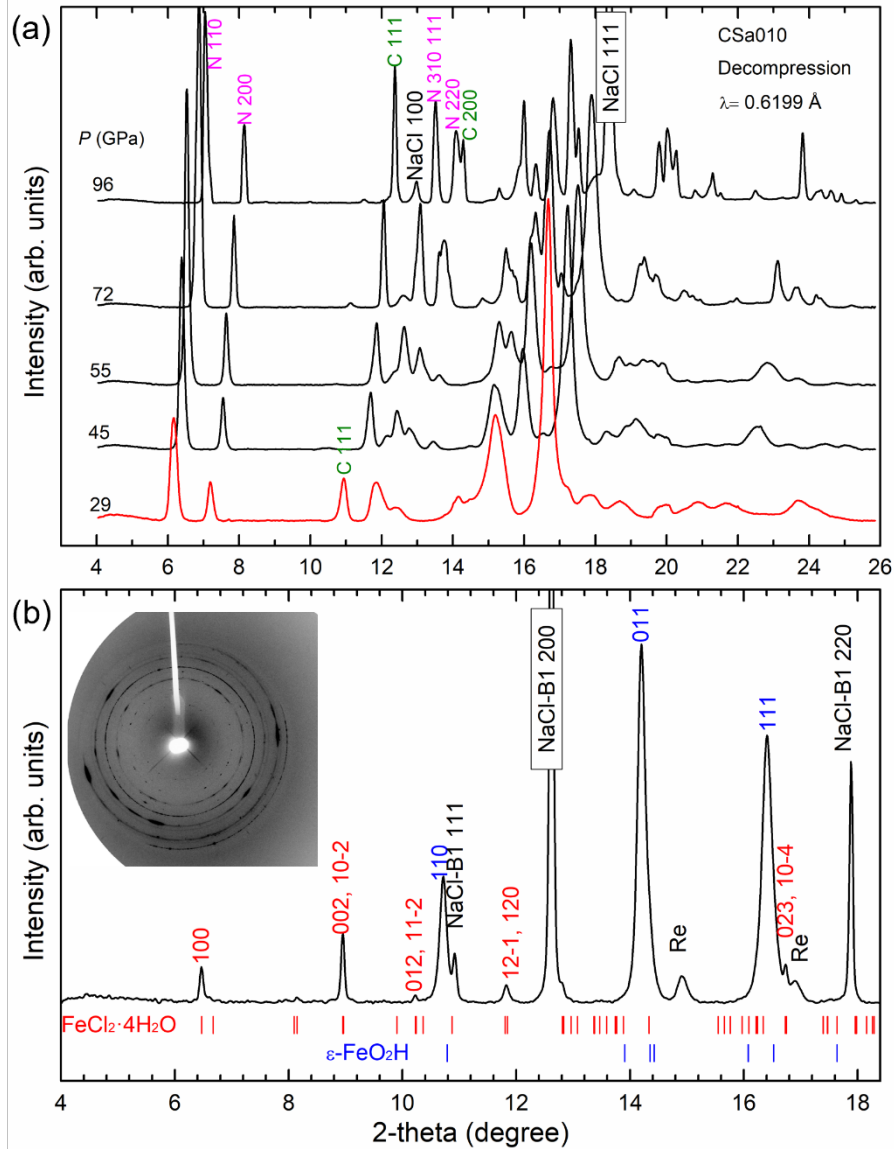 (a)
Intensity (arb. units)
P (GPa)
N 110
N 200
C 111
NaCl 100
N 310 111
N 220
C 200
NaCl 111
CSa010
Decompression
λ= 0.6199 Å
96
72
55
45
C 111
29
4 6 8 10 12 14 16 18 20 22 24 26
(b)
Intensity (arb. units)
100
002, 10-2
012, 11-2
110
NaCl-B1 111
12-1, 120
NaCl-B1 200
011
Re
111
023, 10-4
Re
NaCl-B1 220
FeCl₂·4H₂O
ε-FeO₂H
4 6 8 10 12 14 16 18
2-theta (degree)